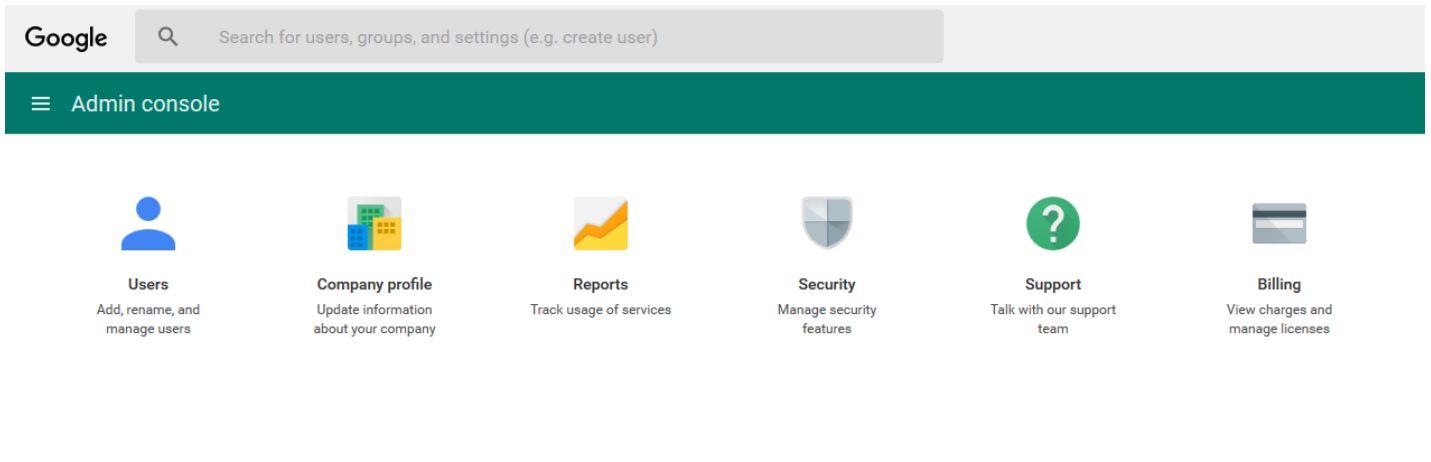 Google
Search for users, groups, and settings (e.g. create user)
Admin console
Users
Add, rename, and
manage users
Company profile
Update information
about your company
Reports
Track usage of services
Security
Manage security
features
Support
Talk with our support
team
Billing
View charges and
manage licenses